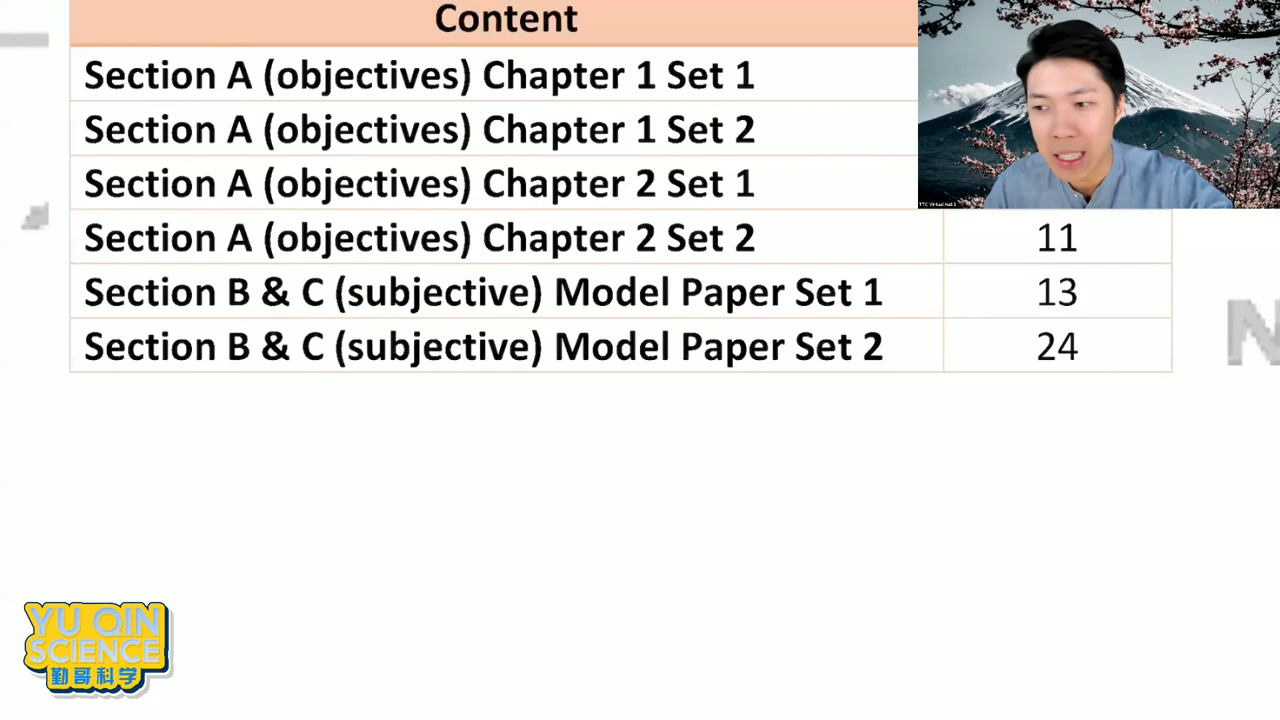 Content
Section A (objectives) Chapter 1 Set 1
Section A (objectives) Chapter 1 Set 2
Section A (objectives) Chapter 2 Set 1
Section A (objectives) Chapter 2 Set 2 11
Section B & C (subjective) Model Paper Set 1 13
Section B & C (subjective) Model Paper Set 2 24
N
YU QIN
SCIENCE
勤哥科学